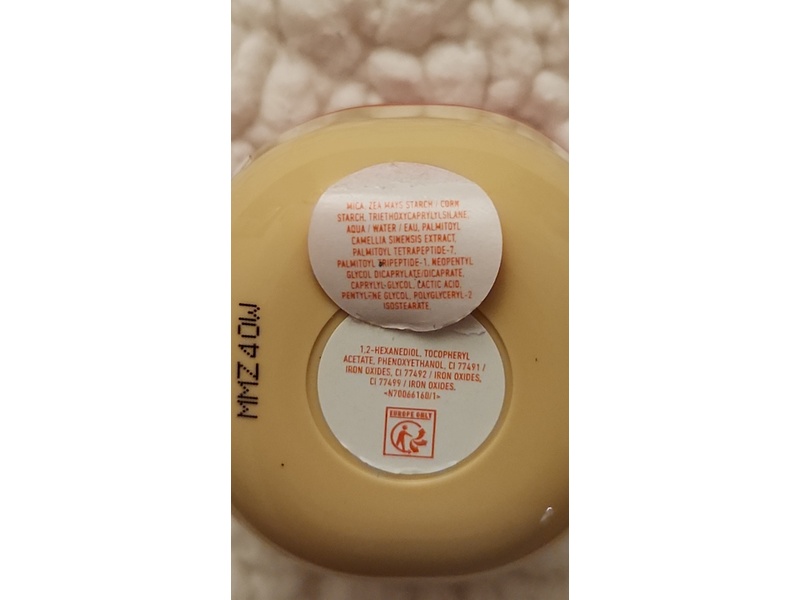 MICA, ZEA MAYS STARCH / CORN
STARCH, TRIETHOXYCAPRYLYLSILANE,
AQUA / WATER / EAU, PALMITOYL
CAMELLIA SINENSIS EXTRACT,
PALMITOYL TETRAPEPTIDE-7,
PALMITOYL TRIPEPTIDE-1, NEOPENTYL
GLYCOL DICAPRYLATE/DICAPRATE,
CAPRYLYL-GLYCOL, LACTIC ACID
PENTYL-NE GLYCOL, POLYGLYCERYL-2
ISOSTEARATE,
1,2-HEXANEDIOL, TOCOPHERYL
ACETATE, PHENOXYETHANOL, CI 77491 /
IRON OXIDES, CI 77492 / IRON OXIDES,
CI 77499 / IRON OXIDES.
<N70066160/1>
EUROPE ONLY
MMZ40W